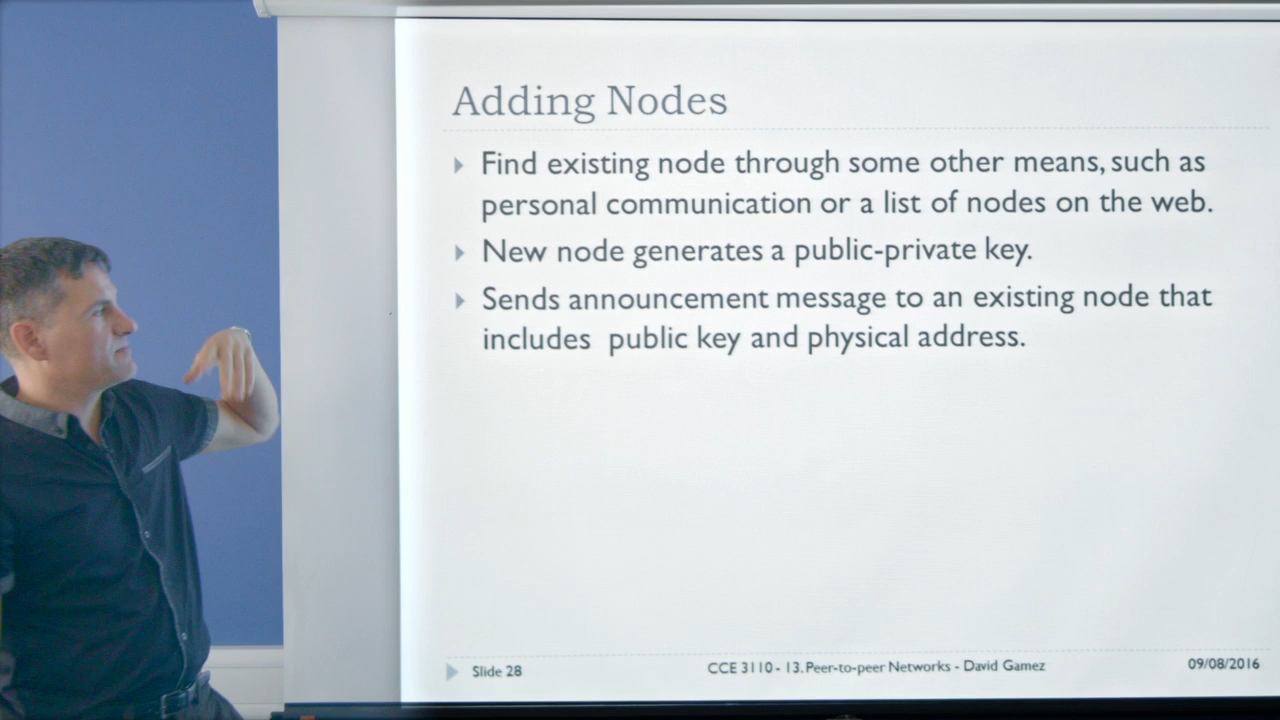 Adding Nodes
Find existing node through some other means, such as
personal communication or a list of nodes on the web.
New node generates a public-private key.
Sends announcement message to an existing node that
includes  public key and physical address.
Slide 28
CCE 3110 - 13. Peer-to-peer Networks - David Gamez
09/08/2016